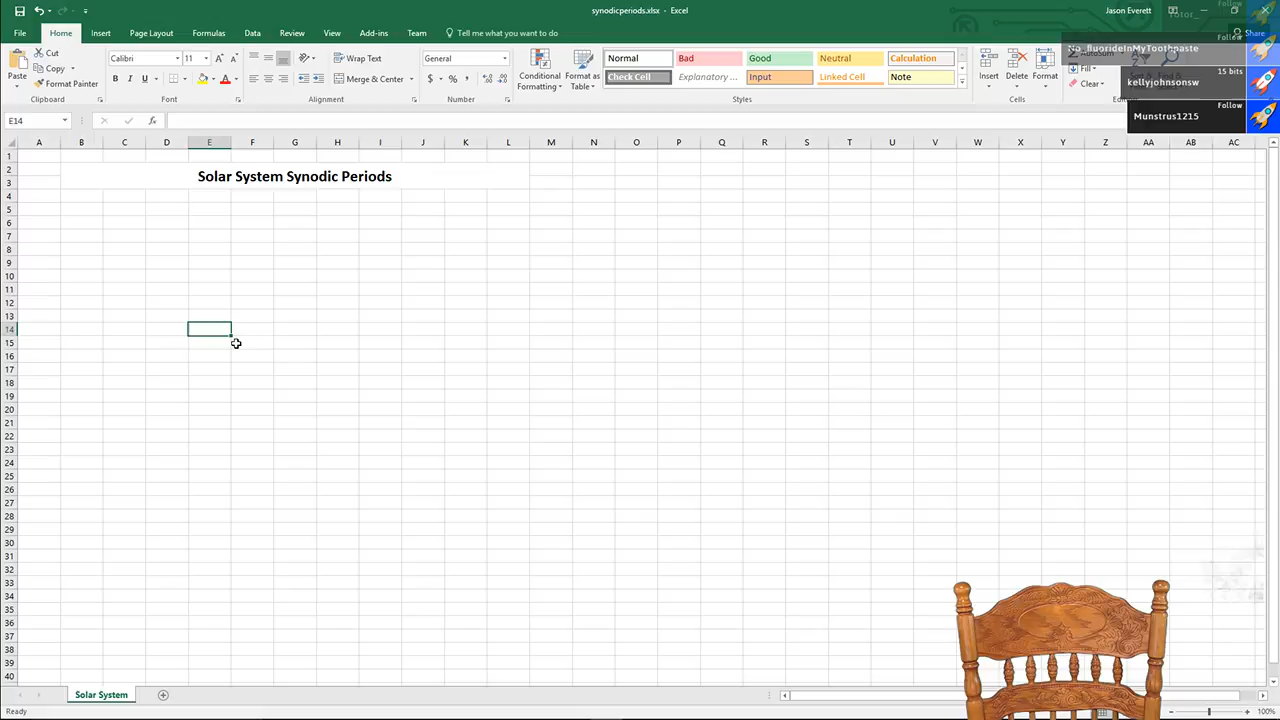 synodicperiods.xlsx - Excel
Jason Everett
File Home Insert Page Layout Formulas Data Review View Add-ins Team Tell me what you want to do
Share
Follow
No_fluorideInMyToothpaste
15 bits
kellyjohnsonsw
Follow
Munstrus1215
Paste
Cut
Copy
Format Painter
Clipboard
Calibri 11
B I U
Font
Wrap Text
Merge & Center
Alignment
General
$ % ,
Number
Conditional Formatting
Format as Table
Normal Bad Good Neutral Calculation
Check Cell Explanatory ... Input Linked Cell Note
Styles
Insert Delete Format
Cells
Fill
Clear
E14
fx
A B C D E F G H I J K L M N O P Q R S T U V W X Y Z AA AB AC
1
2
Solar System Synodic Periods
3
4
5
6
7
8
9
10
11
12
13
14
15
16
17
18
19
20
21
22
23
24
25
26
27
28
29
30
31
32
33
34
35
36
37
38
39
40
Solar System
Ready
100%